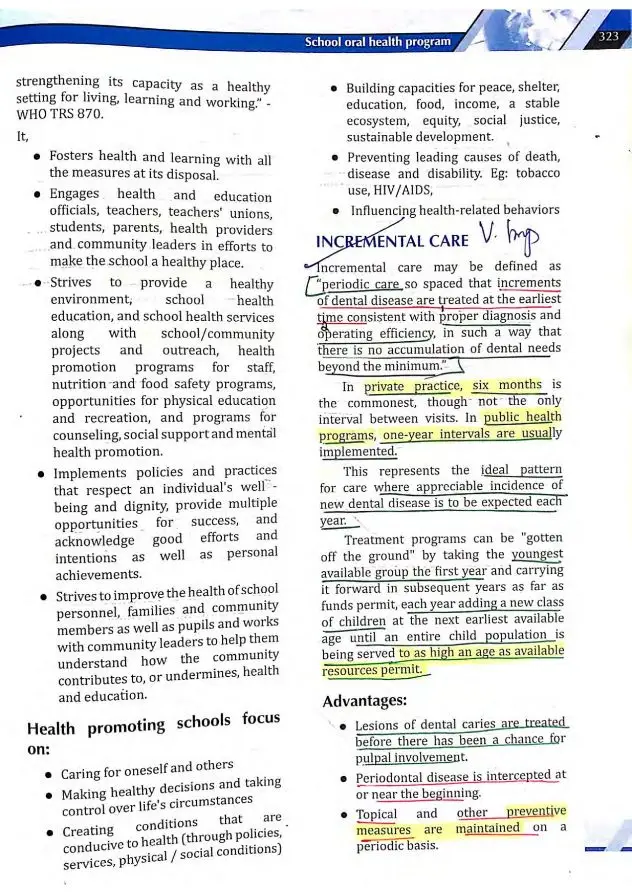 School oral health program
323
strengthening its capacity as a healthy
setting for living, learning and working." -
WHO TRS 870.
It,
• Fosters health and learning with all
the measures at its disposal.
• Engages health and education
officials, teachers, teachers' unions,
students, parents, health providers
and community leaders in efforts to
make the school a healthy place.
• Strives to provide a healthy
environment, school health
education, and school health services
along with school/community
projects and outreach, health
promotion programs for staff,
nutrition and food safety programs,
opportunities for physical education
and recreation, and programs for
counseling, social support and mental
health promotion.
• Implements policies and practices
that respect an individual's well -
being and dignity, provide multiple
opportunities for success, and
acknowledge good efforts and
intentions as well as personal
achievements.
• Strives to improve the health of school
personnel, families and community
members as well as pupils and works
with community leaders to help them
understand how the community
contributes to, or undermines, health
and education.
Health promoting schools focus
on:
• Caring for oneself and others
• Making healthy decisions and taking
control over life's circumstances
• Creating conditions that are
conducive to health (through policies,
services, physical / social conditions)
• Building capacities for peace, shelter,
education, food, income, a stable
ecosystem, equity, social justice,
sustainable development.
• Preventing leading causes of death,
disease and disability. Eg: tobacco
use, HIV/AIDS,
• Influencing health-related behaviors
INCREMENTAL CARE V. Imp
Incremental care may be defined as
"periodic care so spaced that increments
of dental disease are treated at the earliest
time consistent with proper diagnosis and
operating efficiency, in such a way that
there is no accumulation of dental needs
beyond the minimum."
In private practice, six months is
the commonest, though not the only
interval between visits. In public health
programs, one-year intervals are usually
implemented.
This represents the ideal pattern
for care where appreciable incidence of
new dental disease is to be expected each
year.
Treatment programs can be "gotten
off the ground" by taking the youngest
available group the first year and carrying
it forward in subsequent years as far as
funds permit, each year adding a new class
of children at the next earliest available
age until an entire child population is
being served to as high an age as available
resources permit.
Advantages:
• Lesions of dental caries are treated
before there has been a chance for
pulpal involvement.
• Periodontal disease is intercepted at
or near the beginning.
• Topical and other preventive
measures are maintained on a
periodic basis.